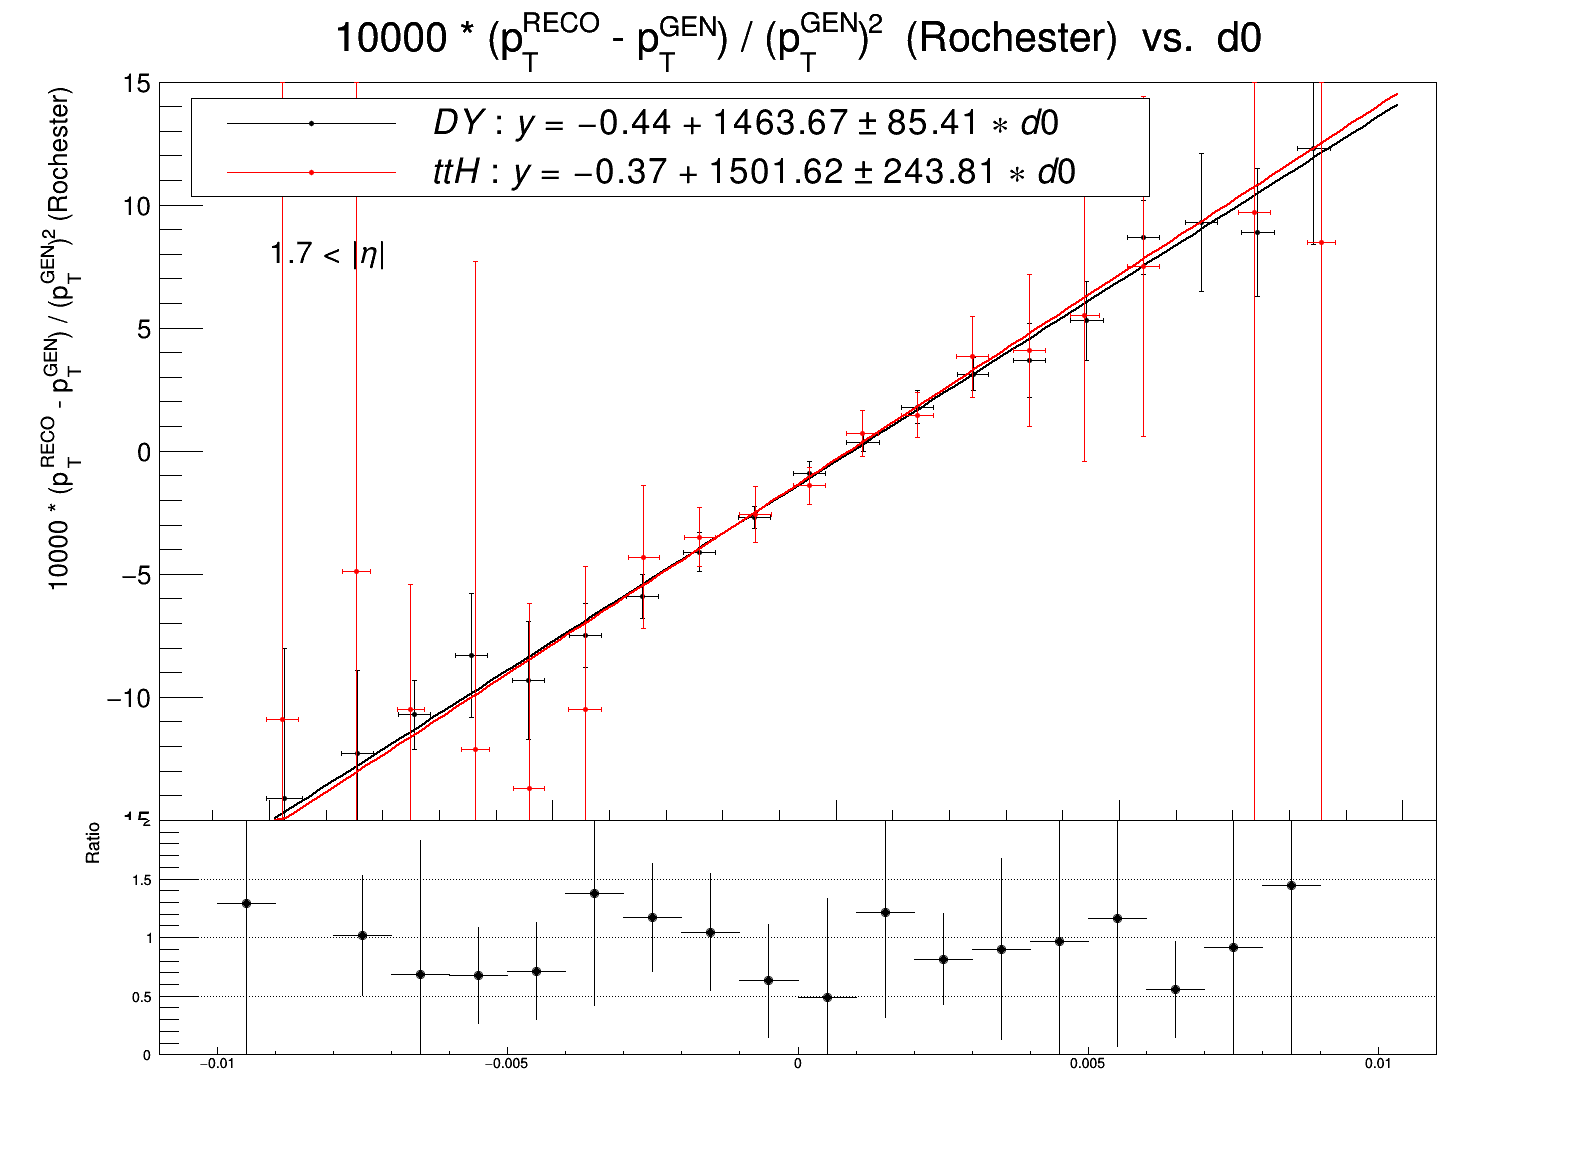 10000 * (p_T^RECO - p_T^GEN) / (p_T^GEN)^2 (Rochester) vs. d0
10000 * (p_T^RECO - p_T^GEN) / (p_T^GEN)^2 (Rochester)
DY : y = −0.44 + 1463.67 ± 85.41 ∗ d0
ttH : y = −0.37 + 1501.62 ± 243.81 ∗ d0
1.7 < |η|
15
10
5
0
−5
−10
Ratio
2
1.5
1
0.5
0
−0.01 −0.005 0 0.005 0.01